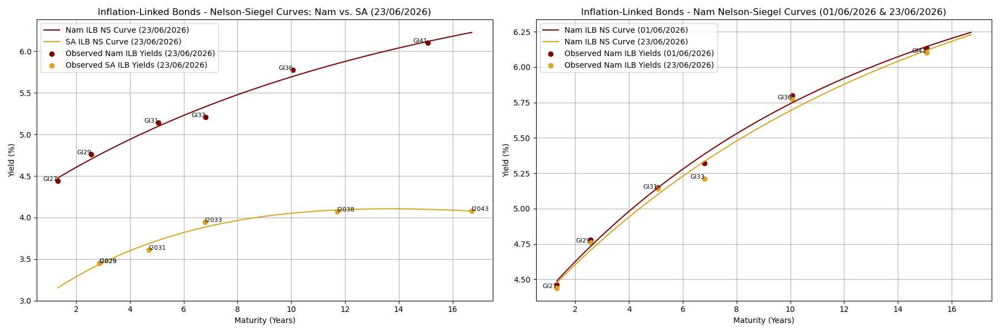 Inflation-Linked Bonds - Nelson-Siegel Curves: Nam vs. SA (23/06/2026)
Nam ILB NS Curve (23/06/2026)
SA ILB NS Curve (23/06/2026)
Observed Nam ILB Yields (23/06/2026)
Observed SA ILB Yields (23/06/2026)
Yield (%)
6.0
5.5
5.0
4.5
4.0
3.5
3.0
GI27
GI29
GI31
GI33
GI36
GI41
I2029
I2029
I2031
I2033
I2038
I2043
2
4
6
8
10
12
14
16
Maturity (Years)
Inflation-Linked Bonds - Nam Nelson-Siegel Curves (01/06/2026 & 23/06/2026)
Nam ILB NS Curve (01/06/2026)
Nam ILB NS Curve (23/06/2026)
Observed Nam ILB Yields (01/06/2026)
Observed Nam ILB Yields (23/06/2026)
Yield (%)
6.25
6.00
5.75
5.50
5.25
5.00
4.75
4.50
GI27
GI29
GI31
GI33
GI36
GI41
2
4
6
8
10
12
14
16
Maturity (Years)